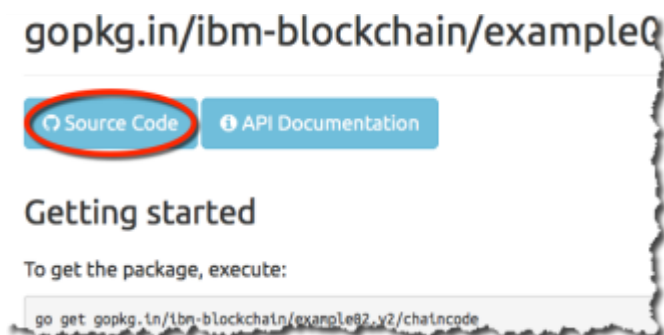 gopkg.in/ibm-blockchain/example0
Source Code API Documentation
Getting started
To get the package, execute:
go get gopkg.in/ibm-blockchain/example02.v2/chaincode